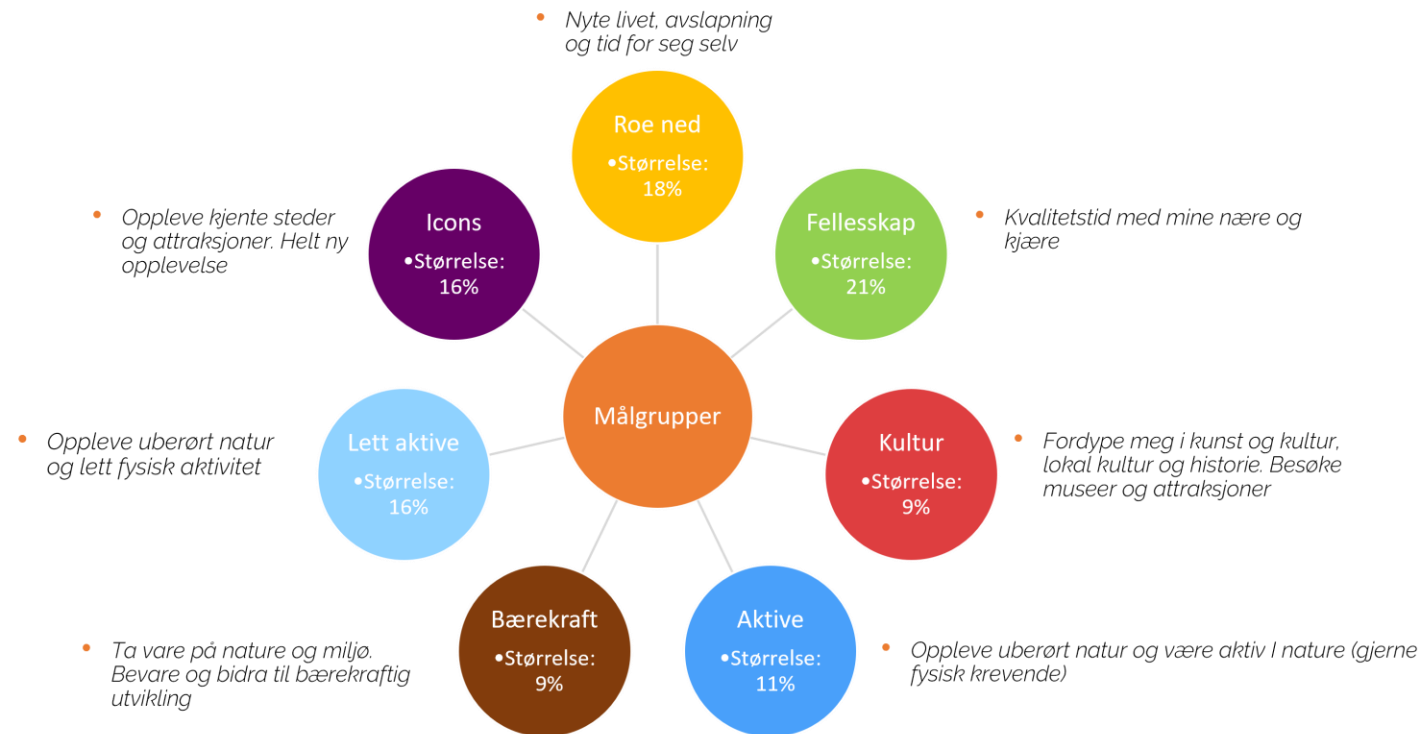 • Nyte livet, avslapning
og tid for seg selv
Roe ned
•Størrelse:
18%
• Oppleve kjente steder
og attraksjoner. Helt ny
opplevelse
Icons
•Størrelse:
16%
Fellesskap
•Størrelse:
21%
• Kvalitetstid med mine nære og
kjære
Målgrupper
• Oppleve uberørt natur
og lett fysisk aktivitet
Lett aktive
•Størrelse:
16%
Kultur
•Størrelse:
9%
• Fordype meg i kunst og kultur,
lokal kultur og historie. Besøke
museer og attraksjoner
• Ta vare på nature og miljø.
Bevare og bidra til bærekraftig
utvikling
Bærekraft
•Størrelse:
9%
Aktive
•Størrelse:
11%
• Oppleve uberørt natur og være aktiv I nature (gjerne
fysisk krevende)